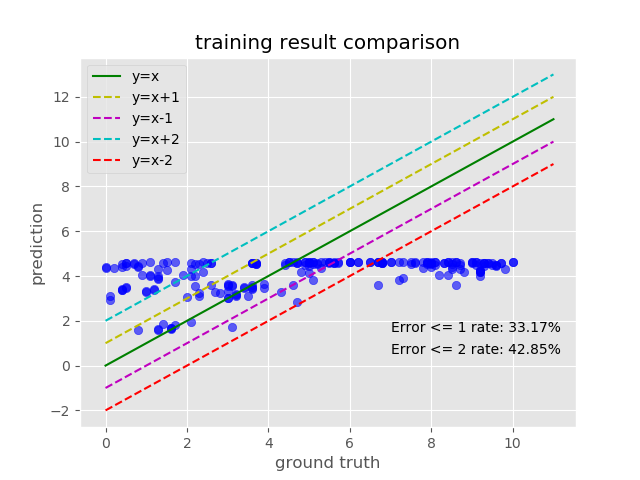 training result comparison
y=x
y=x+1
y=x-1
y=x+2
y=x-2
12
10
8
6
4
2
0
−2
prediction
Error <= 1 rate: 33.17%
Error <= 2 rate: 42.85%
0 2 4 6 8 10
ground truth